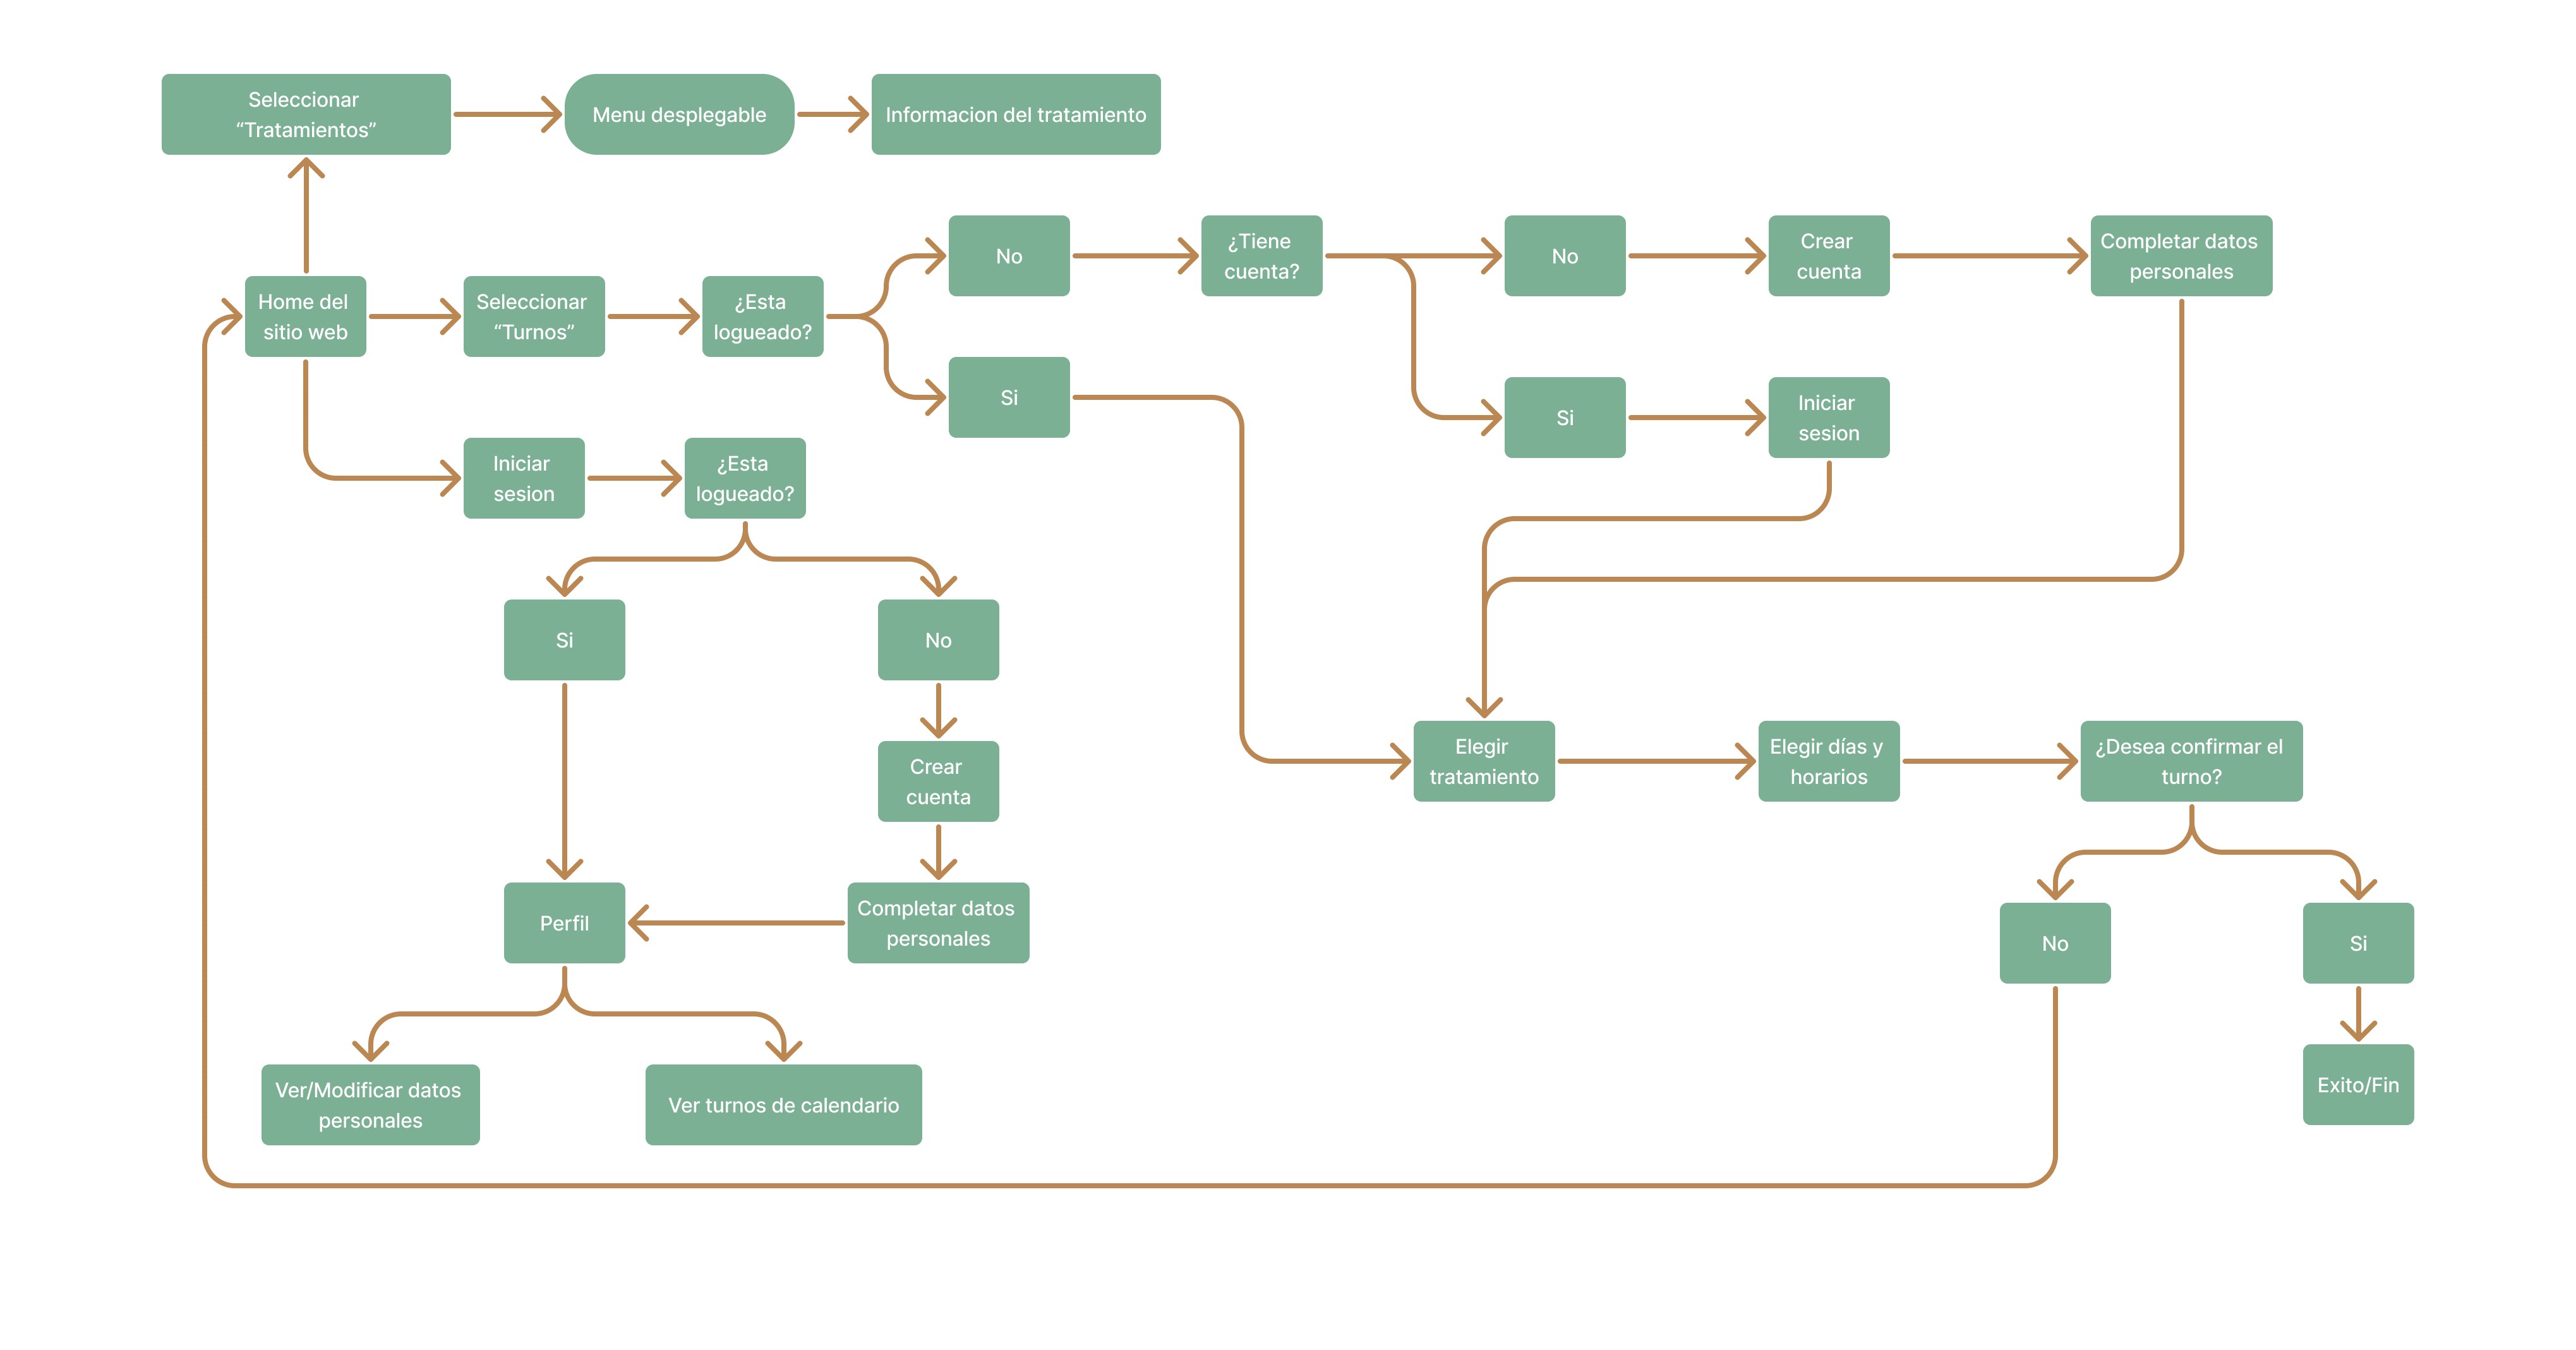 Seleccionar
“Tratamientos”
Menu desplegable
Informacion del tratamiento
No
¿Tiene
cuenta?
No
Crear
cuenta
Completar datos
personales
Home del
sitio web
Seleccionar
“Turnos”
¿Esta
logueado?
Si
Si
Iniciar
sesion
Iniciar
sesion
¿Esta
logueado?
Si
No
Crear
cuenta
Elegir
tratamiento
Elegir días y
horarios
¿Desea confirmar el
turno?
Perfil
Completar datos
personales
No
Si
Ver/Modificar datos
personales
Ver turnos de calendario
Exito/Fin